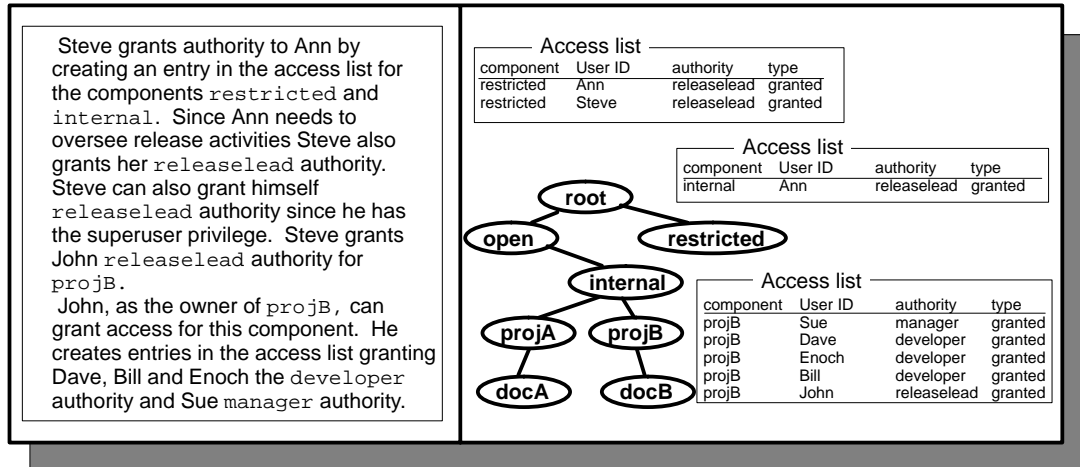 Steve grants authority to Ann by
creating an entry in the access list for
the components restricted and
internal. Since Ann needs to
oversee release activities Steve also
grants her releaselead authority.
Steve can also grant himself
releaselead authority since he has
the superuser privilege. Steve grants
John releaselead authority for
projB.
John, as the owner of projB, can
grant access for this component. He
creates entries in the access list granting
Dave, Bill and Enoch the developer
authority and Sue manager authority.
Access list
component User ID authority type
restricted Ann releaselead granted
restricted Steve releaselead granted
Access list
component User ID authority type
internal Ann releaselead granted
root
open restricted
internal
projA projB
docA docB
Access list
component User ID authority type
projB Sue manager granted
projB Dave developer granted
projB Enoch developer granted
projB Bill developer granted
projB John releaselead granted